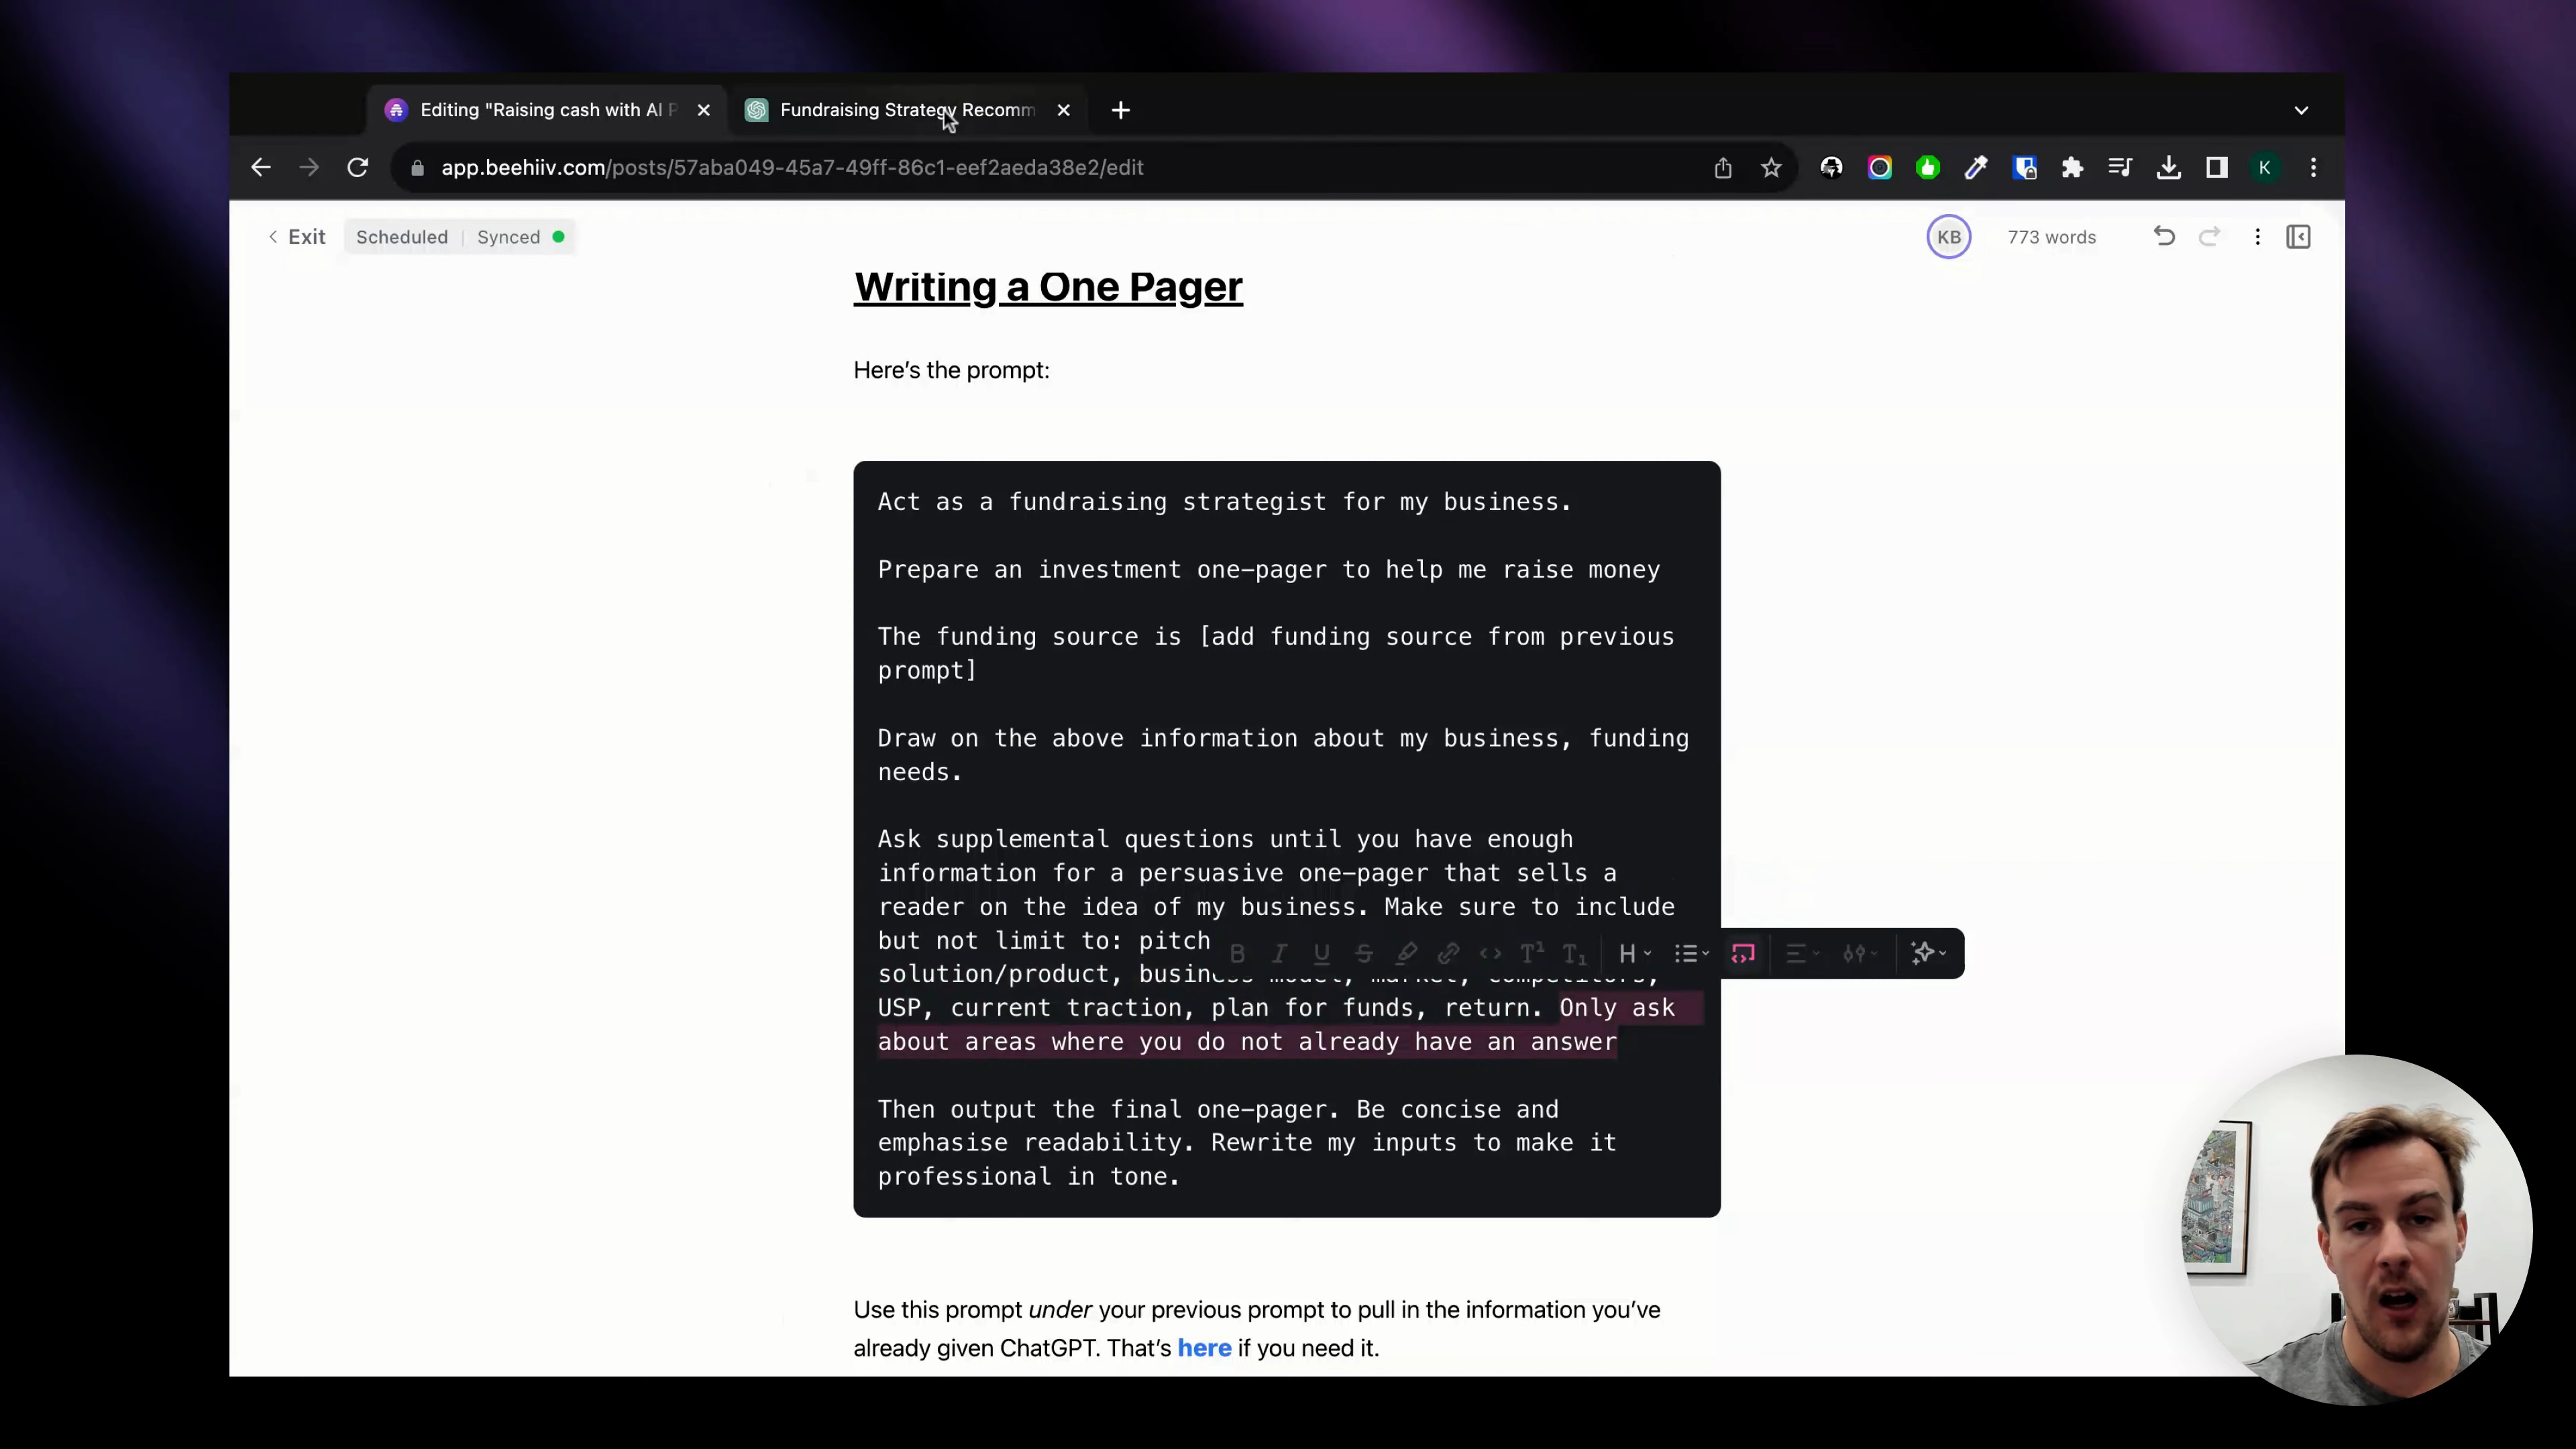 Editing "Raising cash with AI P
Fundraising Strategy Recomm
app.beehiiv.com/posts/57aba049-45a7-49ff-86c1-eef2aeda38e2/edit
K
Exit
Scheduled | Synced
KB
773 words
Writing a One Pager
Here's the prompt:
Act as a fundraising strategist for my business.
Prepare an investment one-pager to help me raise money
The funding source is [add funding source from previous
prompt]
Draw on the above information about my business, funding
needs.
Ask supplemental questions until you have enough
information for a persuasive one-pager that sells a
reader on the idea of my business. Make sure to include
but not limit to: pitch
solution/product, business model, market, competitors,
USP, current traction, plan for funds, return. Only ask
about areas where you do not already have an answer
Then output the final one-pager. Be concise and
emphasise readability. Rewrite my inputs to make it
professional in tone.
Use this prompt under your previous prompt to pull in the information you've
already given ChatGPT. That's here if you need it.